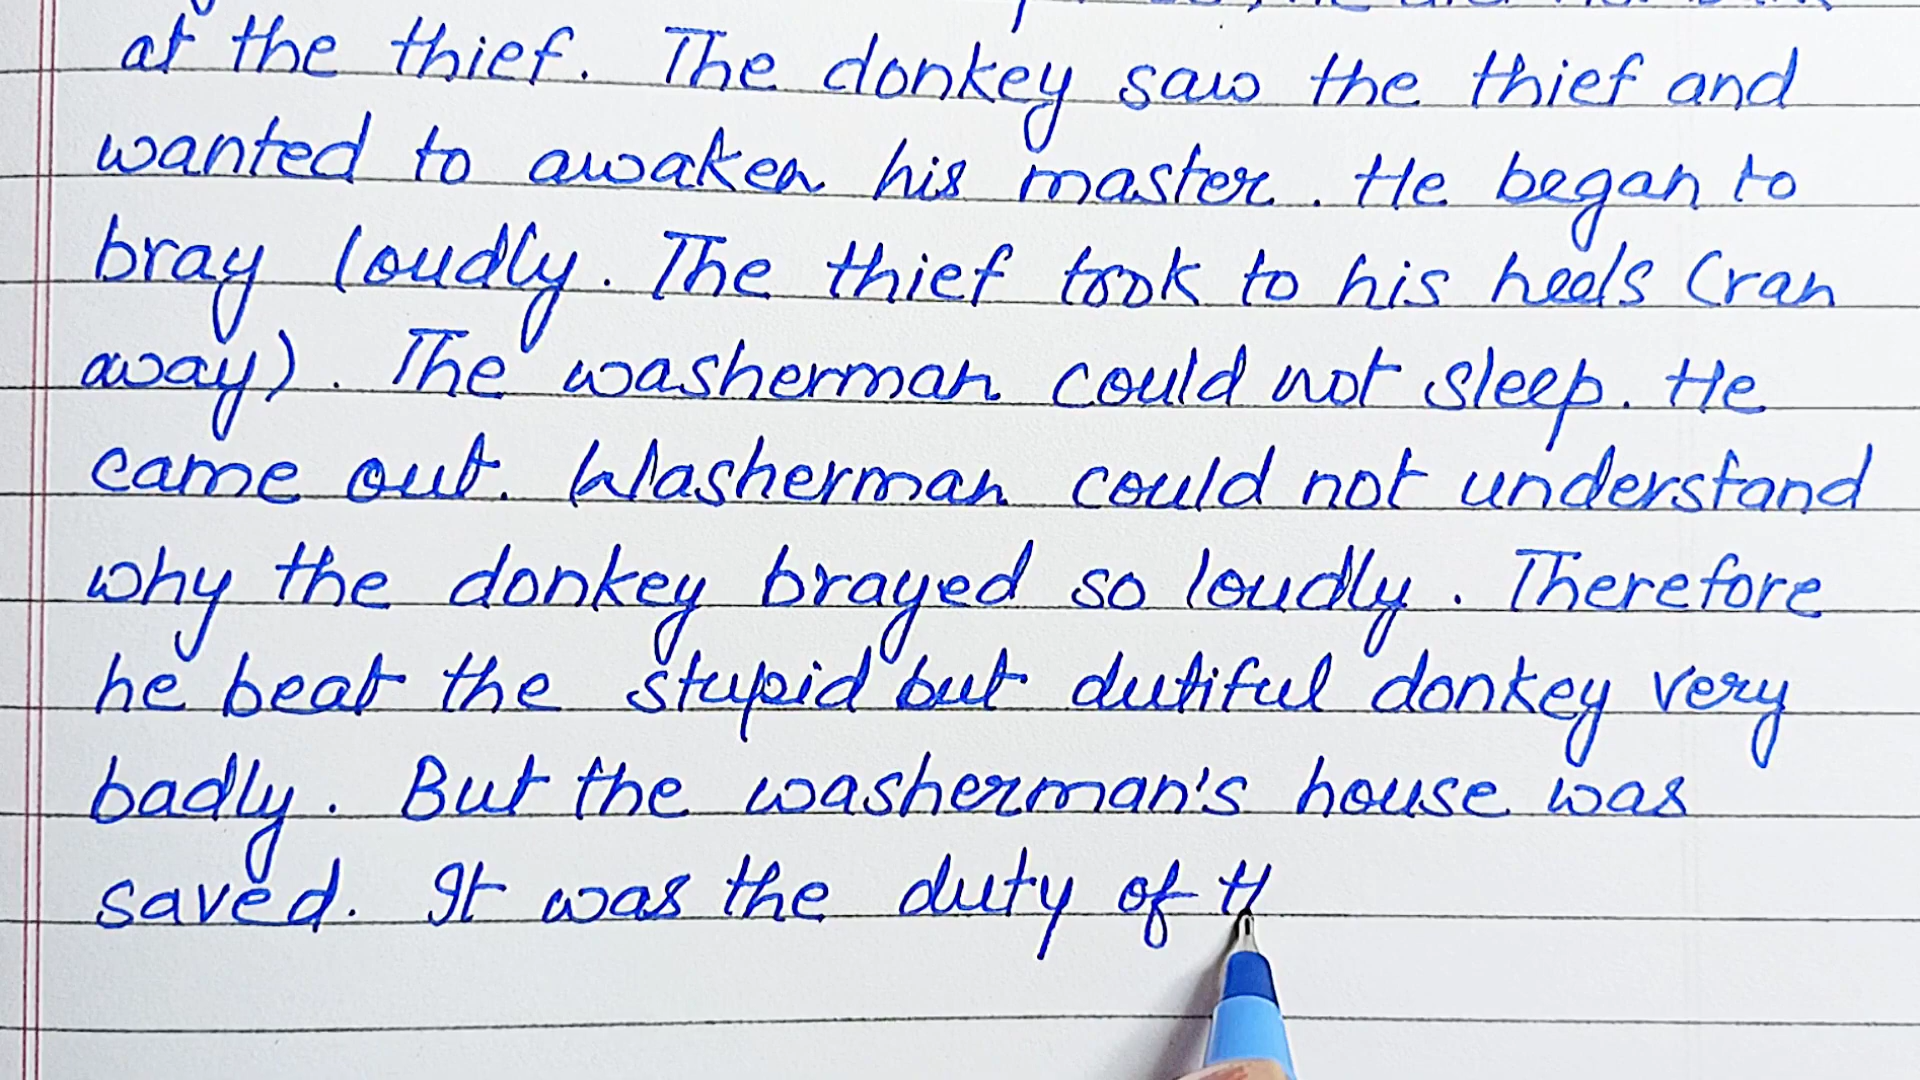 at the thief. The donkey saw the thief and
wanted to awaken his master. He began to
bray loudly. The thief took to his heels (ran
away). The washerman could not sleep. He
came out. Washerman could not understand
why the donkey brayed so loudly. Therefore
he beat the stupid but dutiful donkey very
badly. But the washerman's house was
saved. It was the duty of th